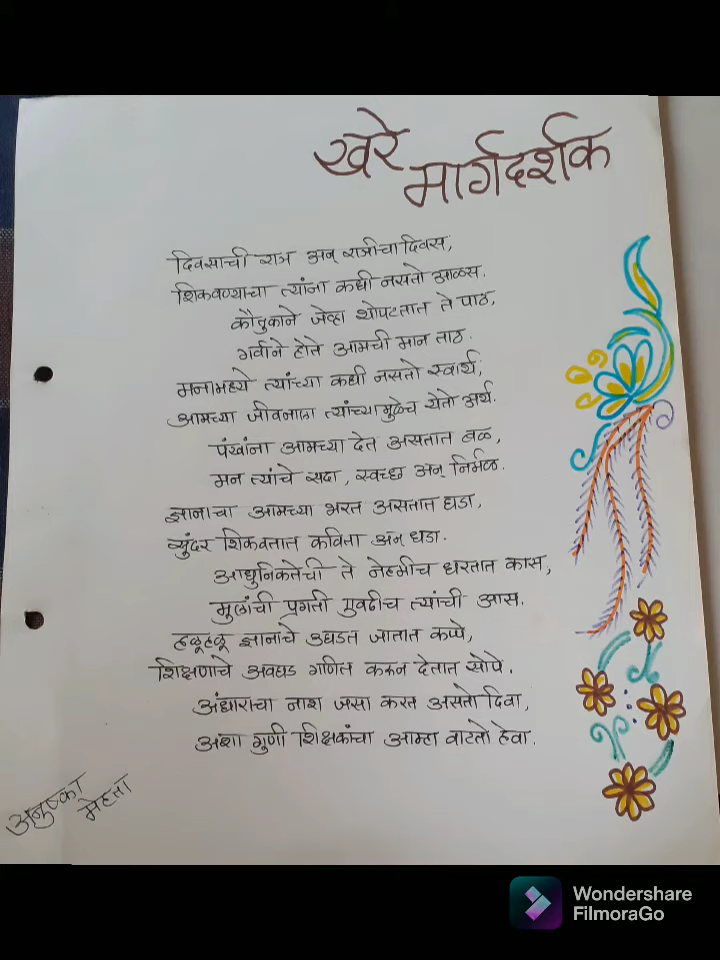 खरे
मार्गदर्शक
दिवसाची रात्र अन् रात्रीचा दिवस,
शिकवण्याचा त्यांना कधी नसतो आळस.
कौतुकाने जेव्हा थोपटतात ते पाठ,
गर्वाने होते आमची मान ताठ.
मनामध्ये त्यांच्या कधी नसतो स्वार्थ,
आमच्या जीवनाला त्यांच्यामुळेच येतो अर्थ.
पंखांना आमच्या देत असतात बळ,
मन त्यांचे सदा, स्वच्छ अन् निर्मळ.
ज्ञानाचा आमच्या भरत असतात घडा,
सुंदर शिकवतात कविता अन् धडा.
आधुनिकतेची ते नेहमीच धरतात कास,
मुलांची प्रगती एवढीच त्यांची आस.
हळूहळू ज्ञानाचे उघडत जातात कप्पे,
शिक्षणाचे अवघड गणित करून देतात सोपे.
अंधाराचा नाश जसा करत असतो दिवा,
अशा गुणी शिक्षकांचा आम्हा वाटतो हेवा.
अनुष्का
मेहता
Wondershare
FilmoraGo